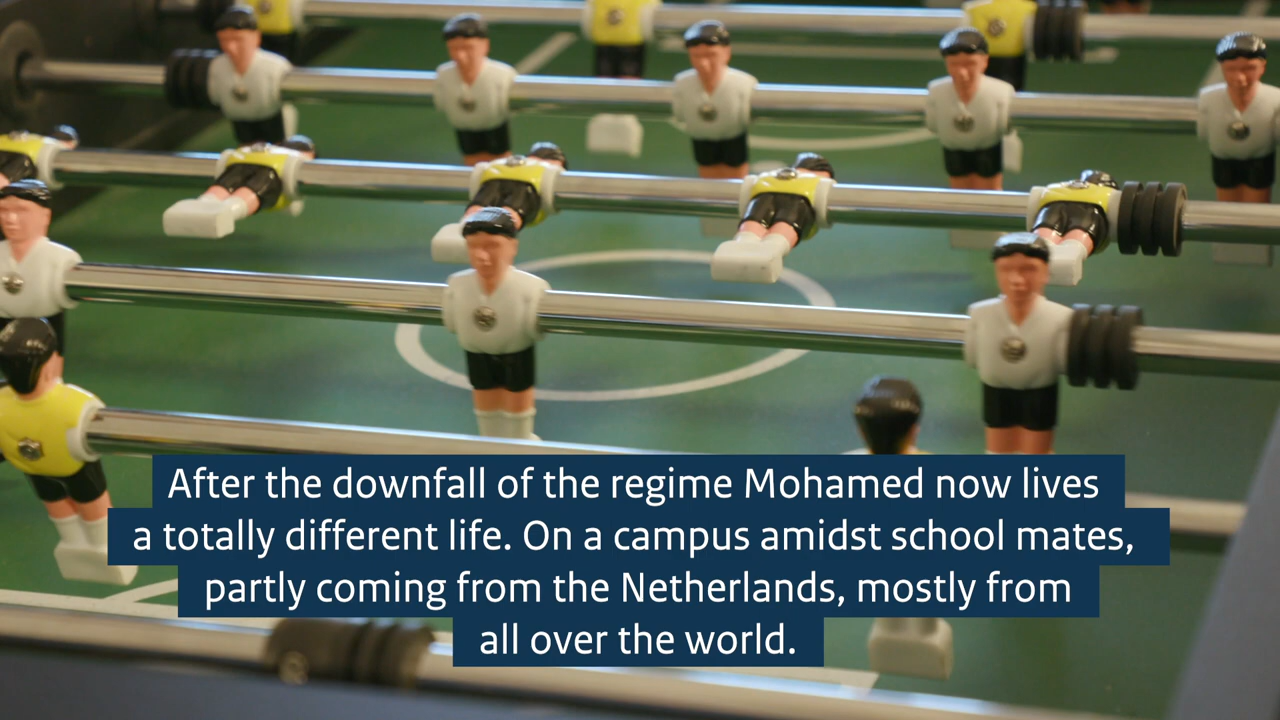 After the downfall of the regime Mohamed now lives
a totally different life. On a campus amidst school mates,
partly coming from the Netherlands, mostly from
all over the world.